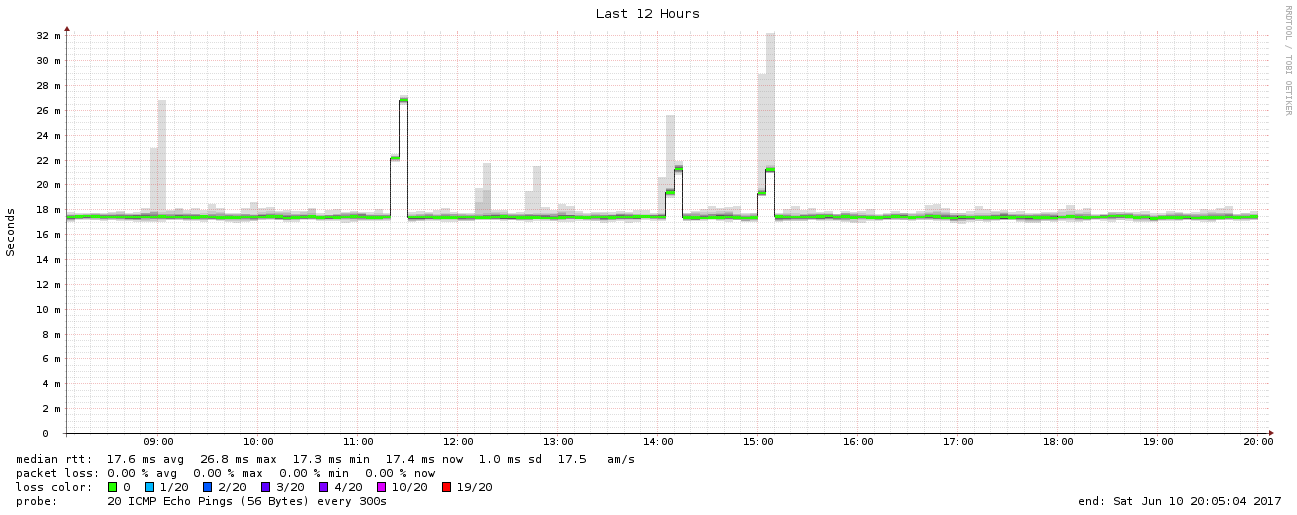 Last 12 Hours
RRDTOOL / TOBI OETIKER
Seconds
32 m
30 m
28 m
26 m
24 m
22 m
20 m
18 m
16 m
14 m
12 m
10 m
8 m
6 m
4 m
2 m
0
09:00 10:00 11:00 12:00 13:00 14:00 15:00 16:00 17:00 18:00 19:00 20:00
median rtt: 17.6 ms avg 26.8 ms max 17.3 ms min 17.4 ms now 1.0 ms sd 17.5 am/s
packet loss: 0.00 % avg 0.00 % max 0.00 % min 0.00 % now
loss color: 0 1/20 2/20 3/20 4/20 10/20 19/20
probe: 20 ICMP Echo Pings (56 Bytes) every 300s end: Sat Jun 10 20:05:04 2017